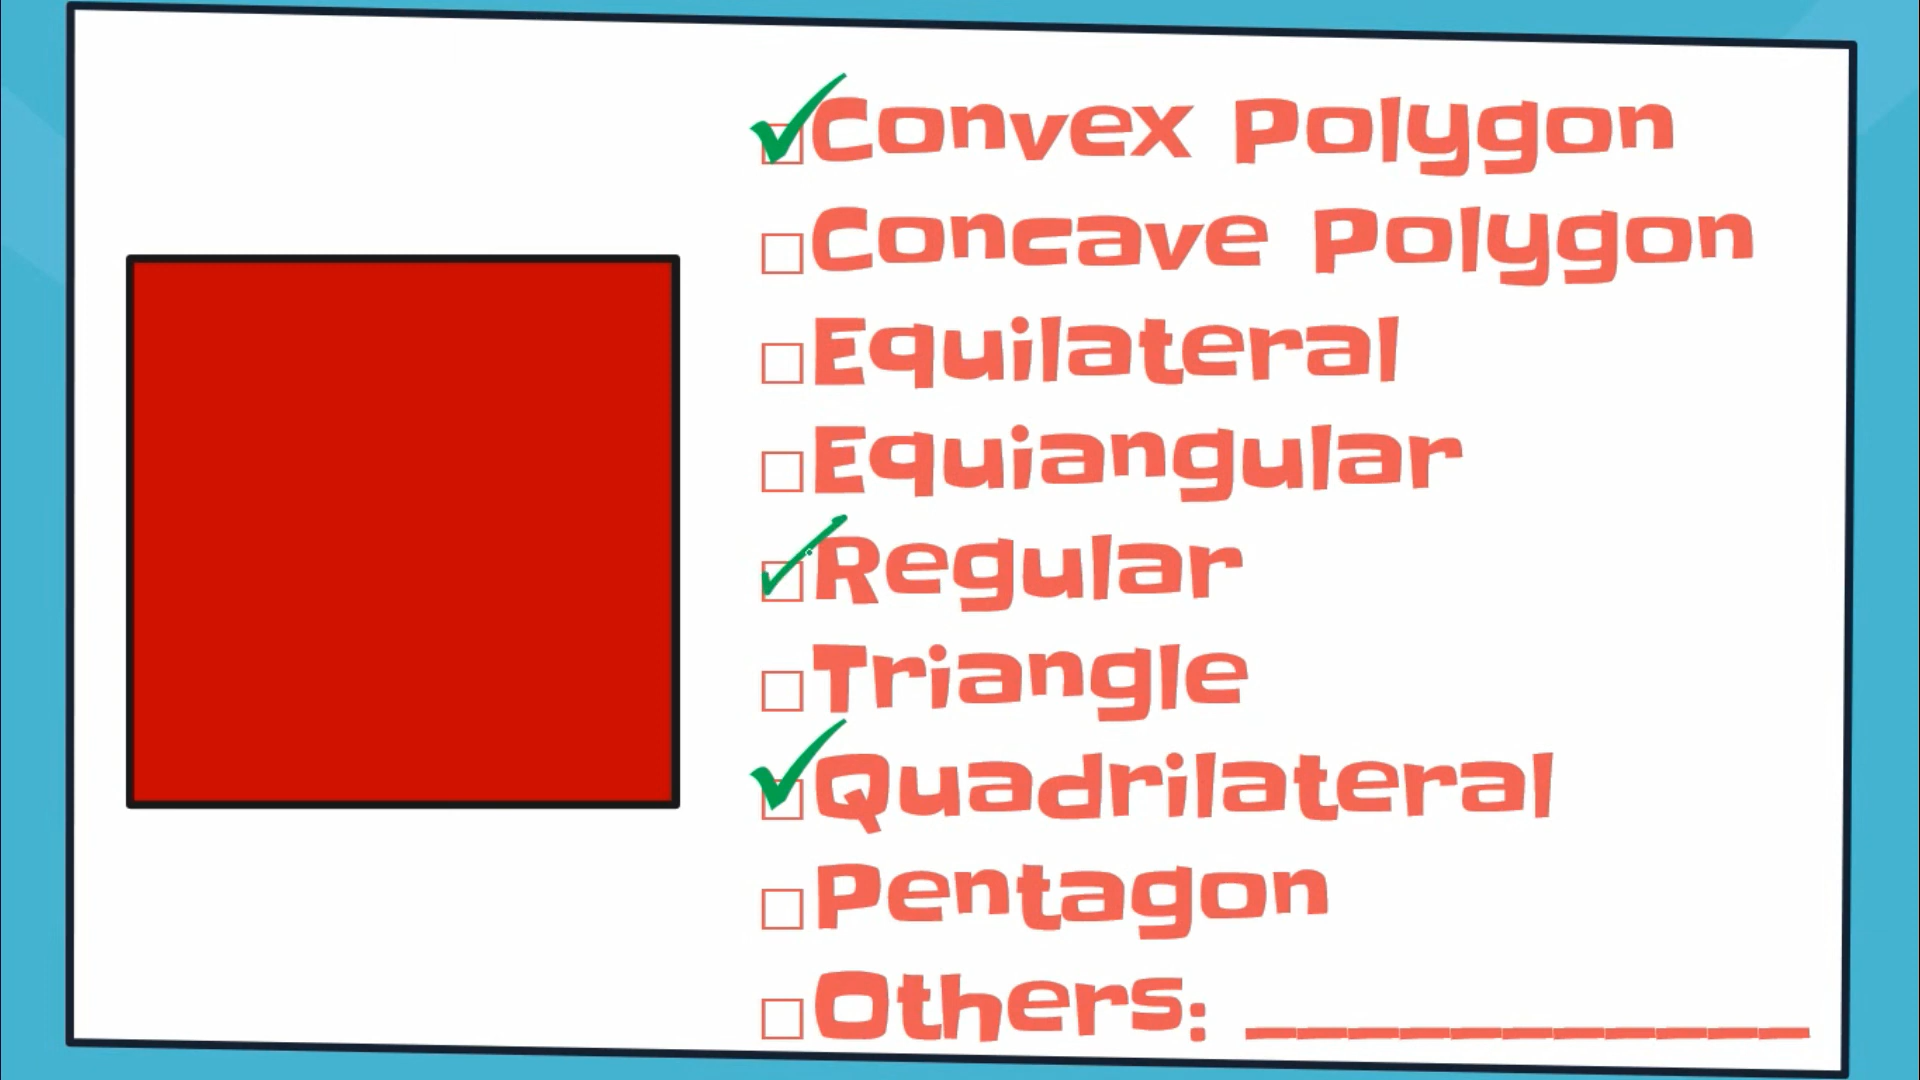 Convex Polygon
Concave Polygon
Equilateral
Equiangular
Regular
Triangle
Quadrilateral
Pentagon
Others: ___________